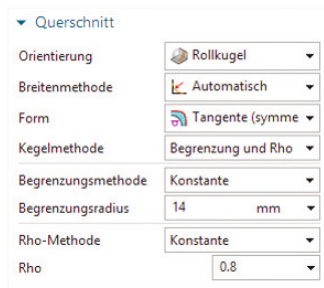 Querschnitt
Orientierung Rollkugel
Breitenmethode Automatisch
Form Tangente (symme
Kegelmethode Begrenzung und Rho
Begrenzungsmethode Konstante
Begrenzungsradius 14 mm
Rho-Methode Konstante
Rho 0.8